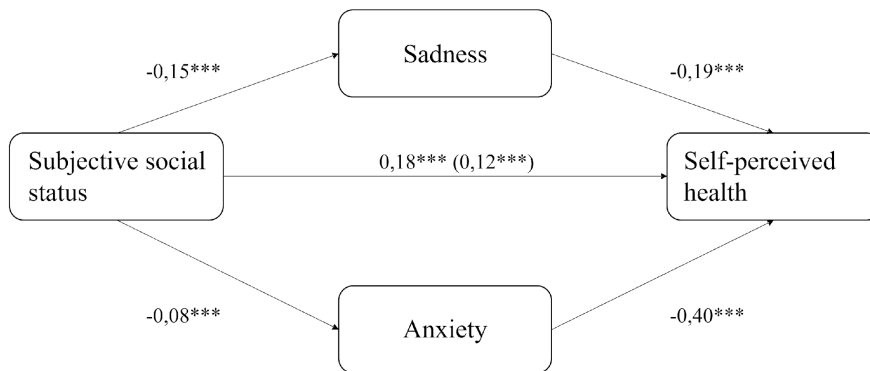 Sadness
-0,15***
-0,19***
Subjective social
status
0,18*** (0,12***)
Self-perceived
health
-0,08***
Anxiety
-0,40***